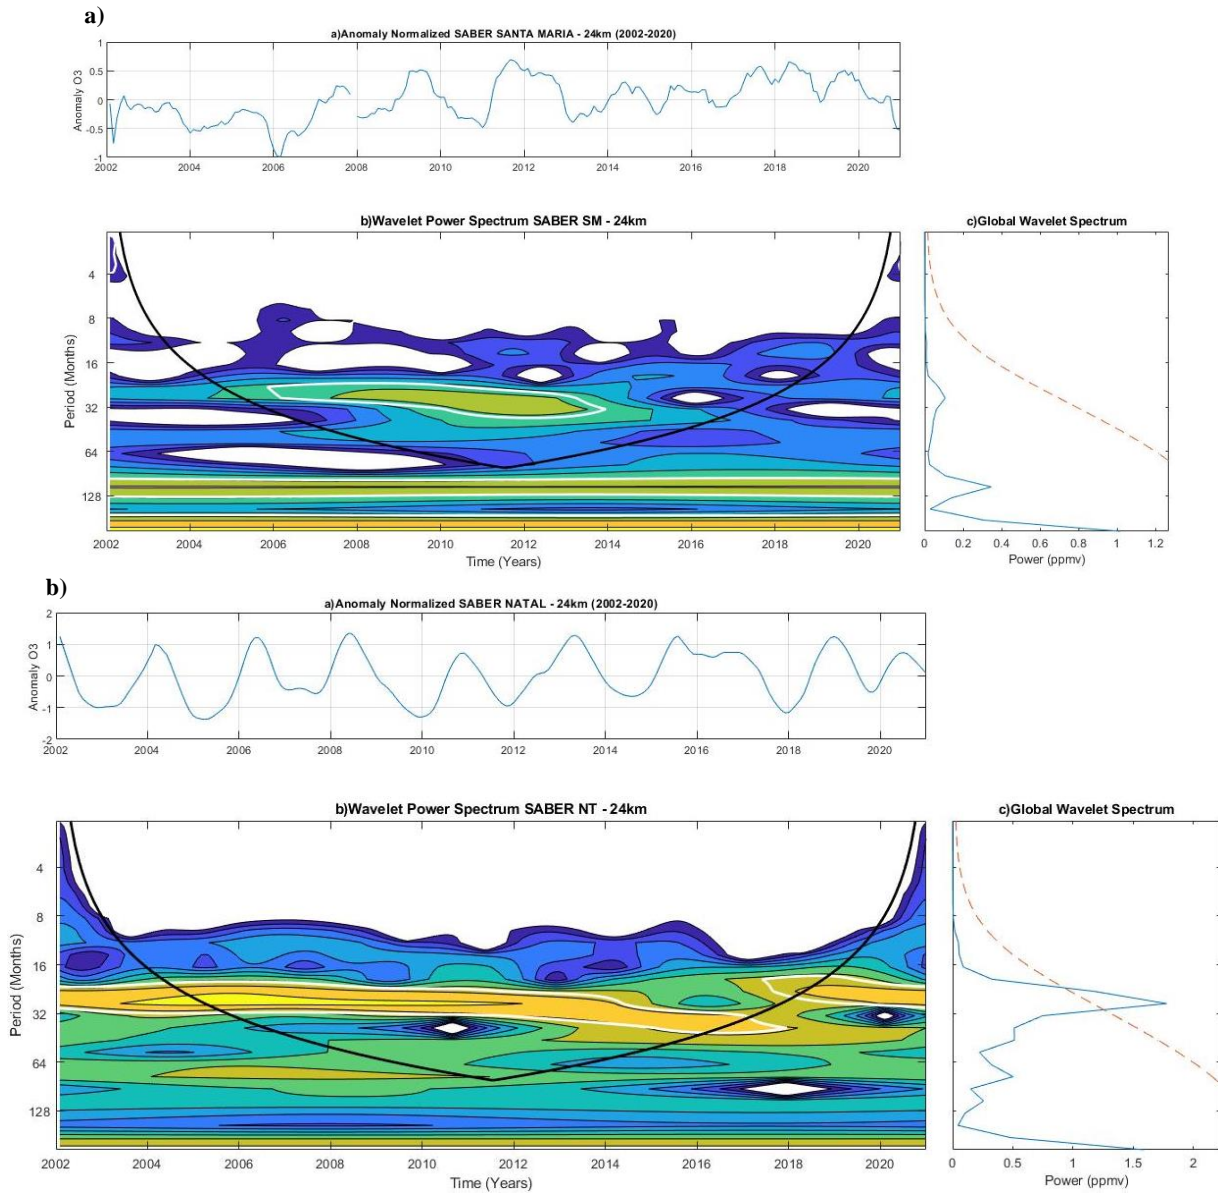 a)
a)Anomaly Normalized SABER SANTA MARIA - 24km (2002-2020)
Anomaly O3
1
0.5
0
-0.5
-1
2002 2004 2006 2008 2010 2012 2014 2016 2018 2020
b)Wavelet Power Spectrum SABER SM - 24km
c)Global Wavelet Spectrum
Period (Months)
4
8
16
32
64
128
2002 2004 2006 2008 2010 2012 2014 2016 2018 2020
Time (Years)
0 0.2 0.4 0.6 0.8 1 1.2
Power (ppmv)
b)
a)Anomaly Normalized SABER NATAL - 24km (2002-2020)
Anomaly O3
2
1
0
-1
-2
2002 2004 2006 2008 2010 2012 2014 2016 2018 2020
b)Wavelet Power Spectrum SABER NT - 24km
c)Global Wavelet Spectrum
Period (Months)
4
8
16
32
64
128
2002 2004 2006 2008 2010 2012 2014 2016 2018 2020
Time (Years)
0 0.5 1 1.5 2
Power (ppmv)